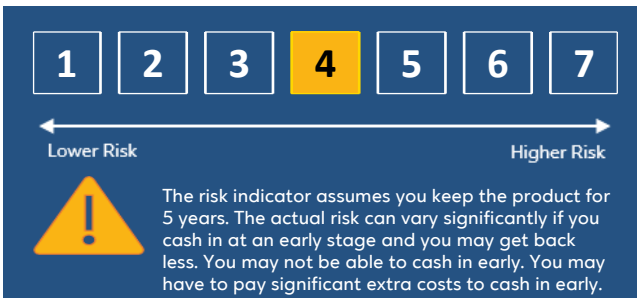 1 2 3 4 5 6 7
Lower Risk Higher Risk
!
The risk indicator assumes you keep the product for
5 years. The actual risk can vary significantly if you
cash in at an early stage and you may get back
less. You may not be able to cash in early. You may
have to pay significant extra costs to cash in early.